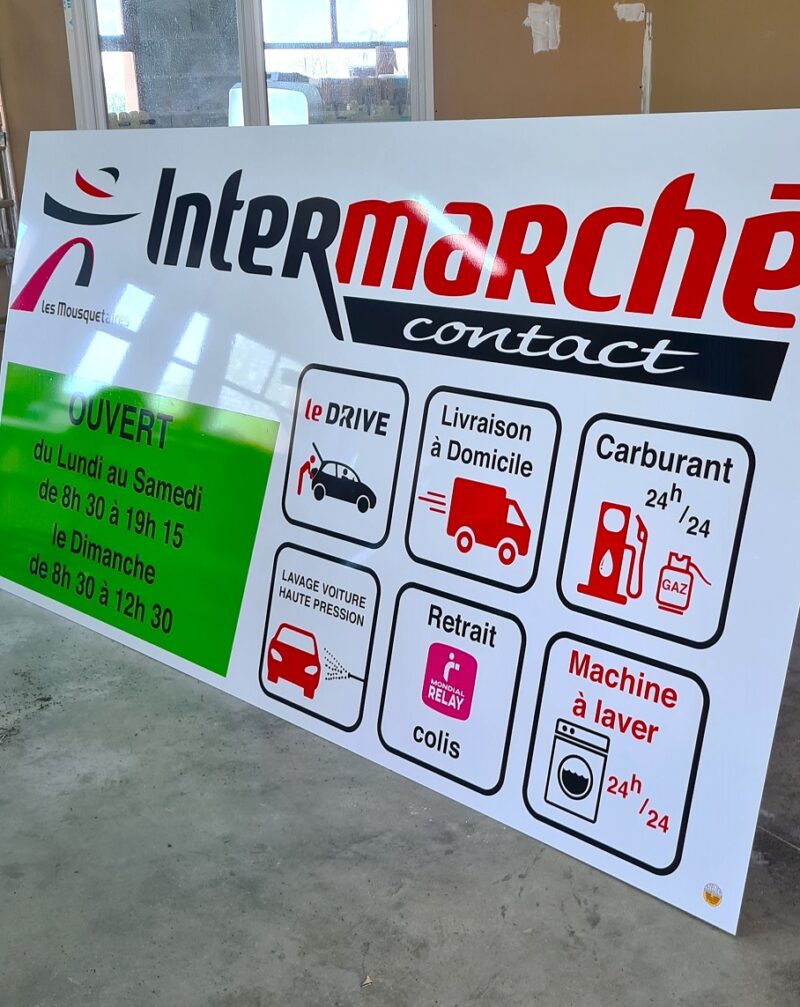 Intermarché
Les Mousquetaires
contact
OUVERT
du Lundi au Samedi
de 8h 30 à 19h 15
le Dimanche
de 8h 30 à 12h 30
le DRIVE
Livraison
à Domicile
Carburant
24h/24
GAZ
LAVAGE VOITURE
HAUTE PRESSION
Retrait
MONDIAL
RELAY
colis
Machine
à laver
24h/24